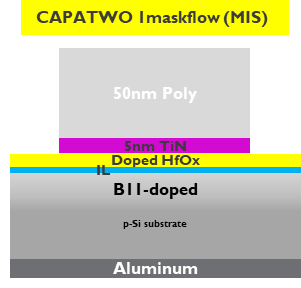 CAPATWO 1maskflow (MIS)
50nm Poly
5nm TiN
Doped HfOx
IL
B11-doped
p-Si substrate
Aluminum